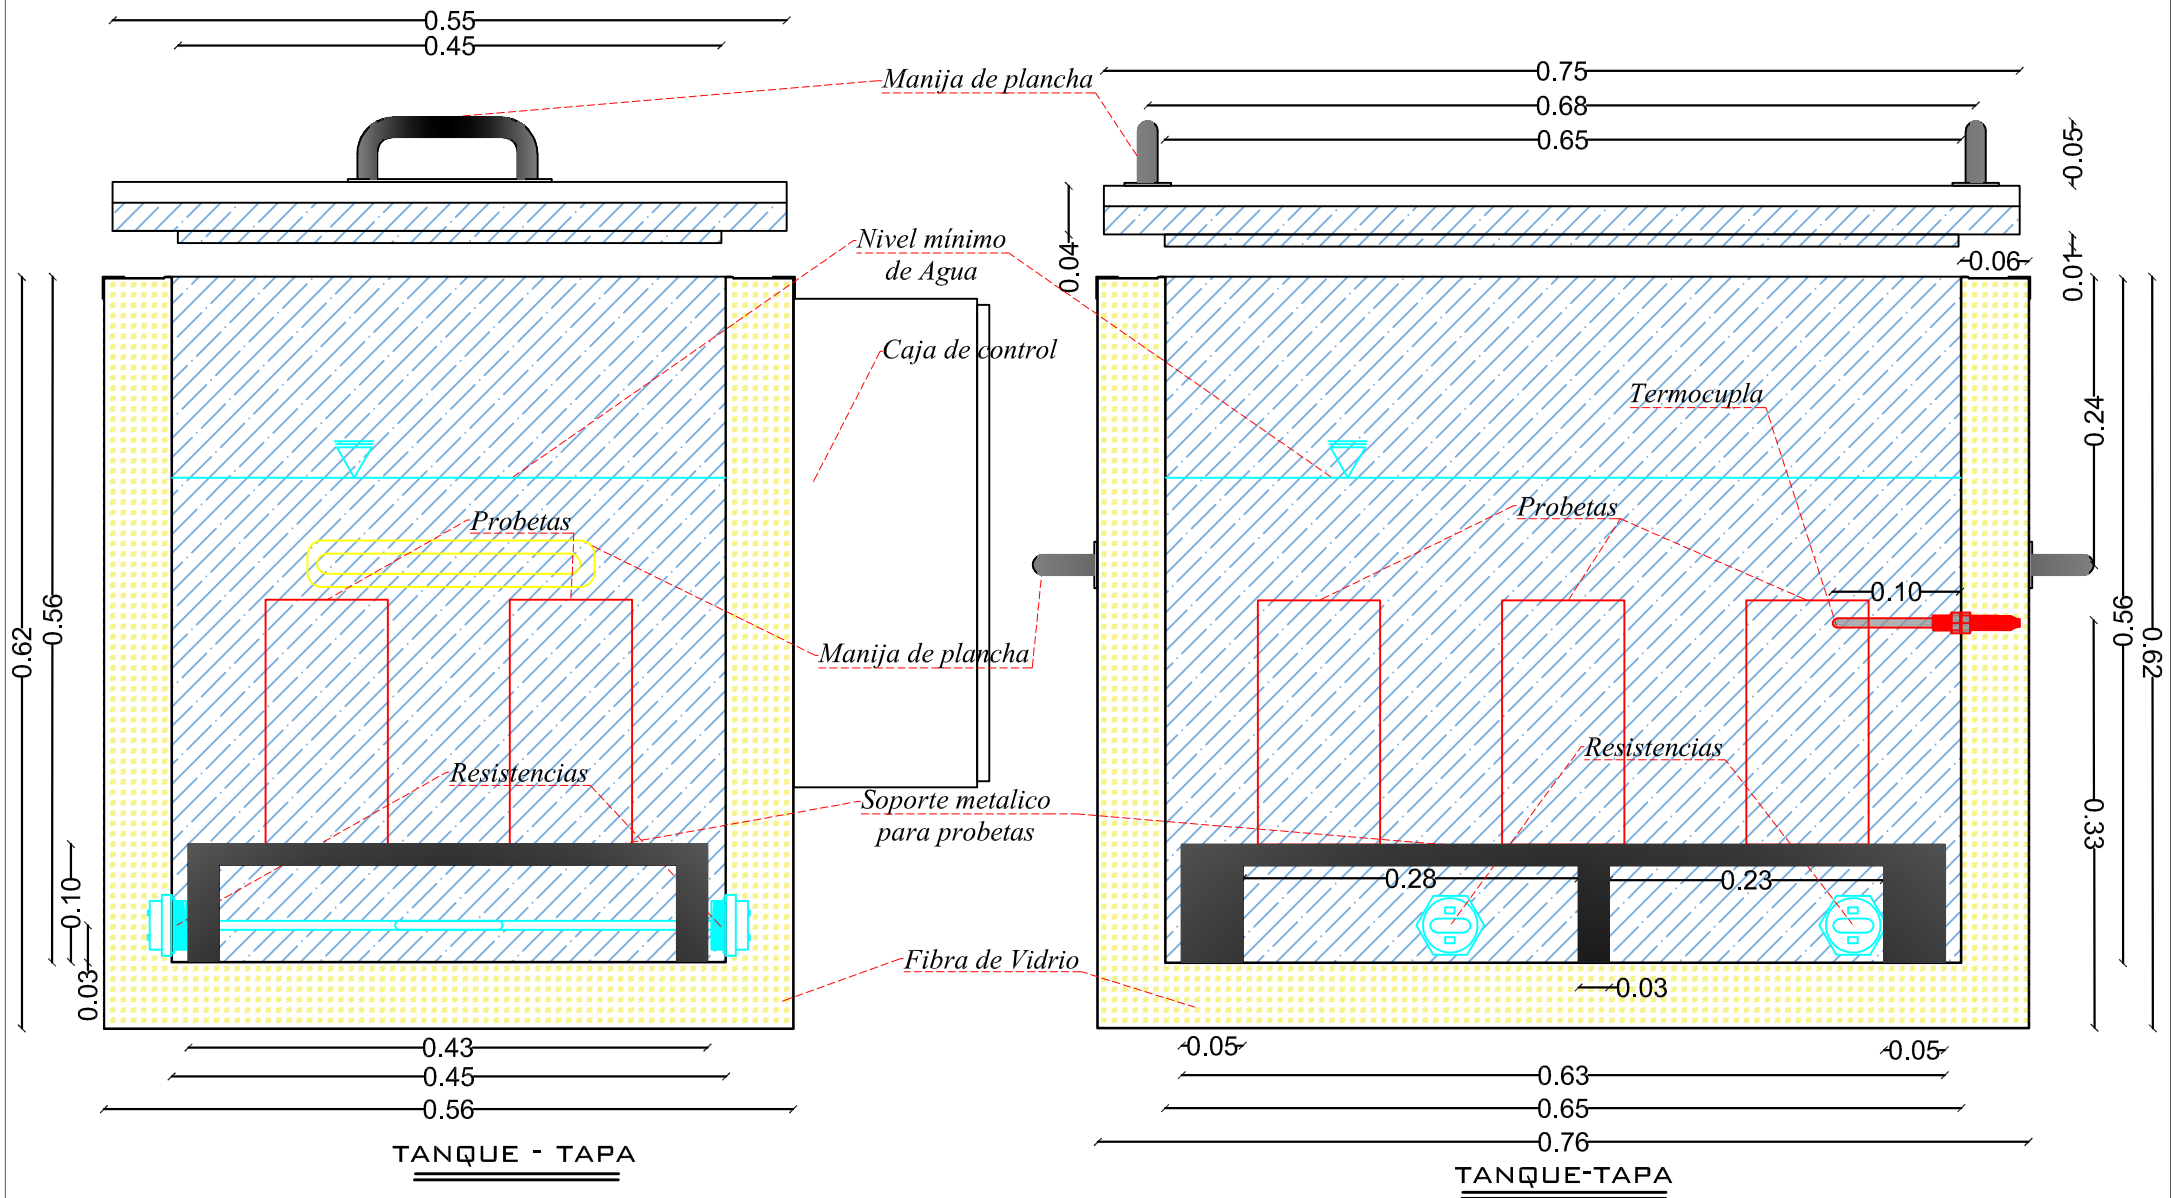 0.55
0.45
Manija de plancha
0.75
0.68
0.65
0.05
Nivel mínimo
de Agua
0.04
0.06
0.01
Caja de control
Termocupla
0.24
Probetas
Probetas
0.10
0.62
0.56
0.56
0.62
Manija de plancha
Resistencias
Resistencias
Soporte metalico
para probetas
0.33
0.10
0.28
0.23
0.03
Fibra de Vidrio
0.03
0.43
0.45
0.56
0.05
0.05
0.63
0.65
0.76
TANQUE - TAPA
TANQUE-TAPA